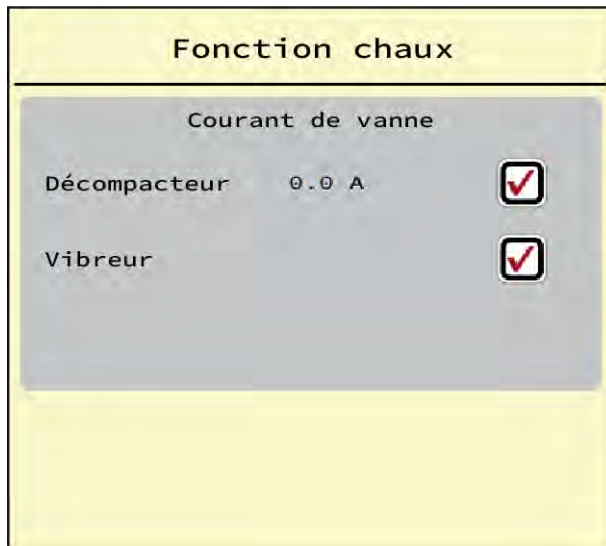 Fonction chaux
Courant de vanne
Décompacteur 0.0 A
Vibreur